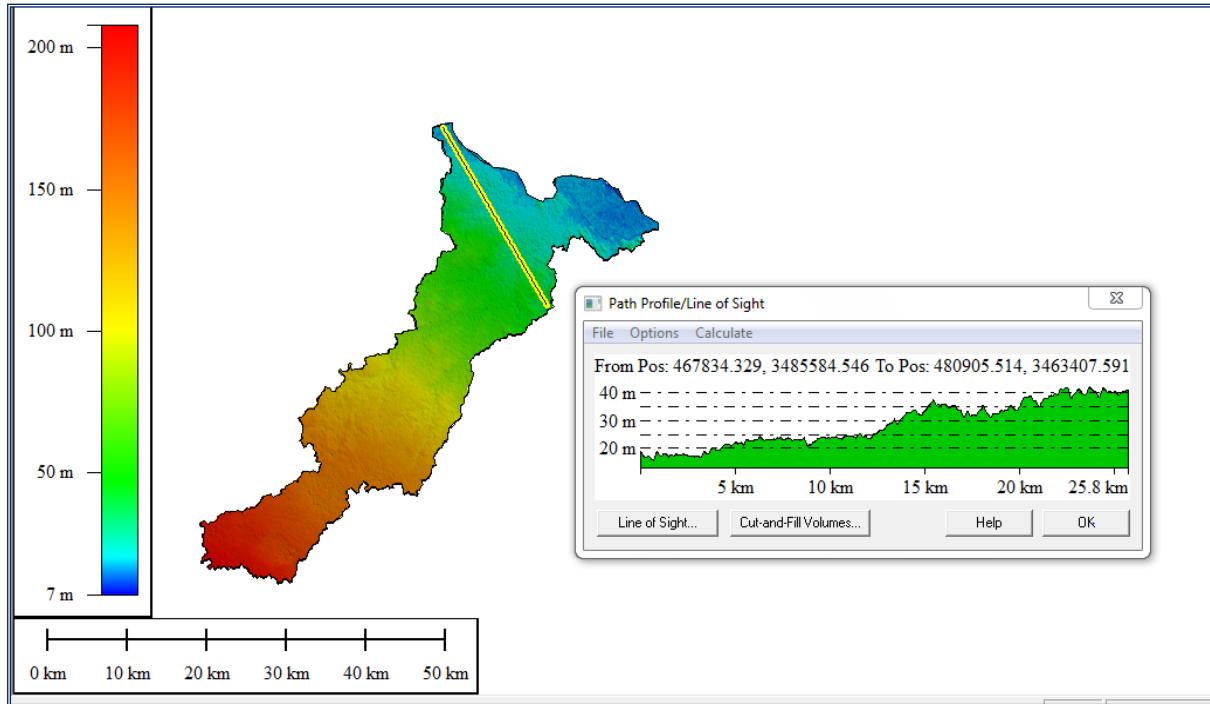 200 m
150 m
100 m
50 m
7 m
0 km 10 km 20 km 30 km 40 km 50 km
Path Profile/Line of Sight
File Options Calculate
From Pos: 467834.329, 3485584.546 To Pos: 480905.514, 3463407.591
40 m
30 m
20 m
5 km 10 km 15 km 20 km 25.8 km
Line of Sight... Cut-and-Fill Volumes... Help OK